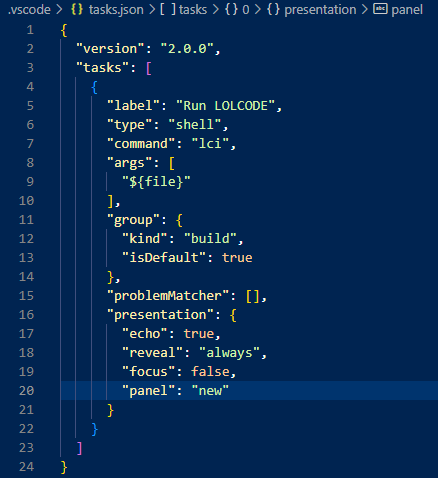 .vscode > tasks.json > [ ] tasks > {} 0 > {} presentation > abc panel
1 {
2   "version": "2.0.0",
3   "tasks": [
4     {
5       "label": "Run LOLCODE",
6       "type": "shell",
7       "command": "lci",
8       "args": [
9         "${file}"
10       ],
11       "group": {
12         "kind": "build",
13         "isDefault": true
14       },
15       "problemMatcher": [],
16       "presentation": {
17         "echo": true,
18         "reveal": "always",
19         "focus": false,
20         "panel": "new"
21       }
22     }
23   ]
24 }